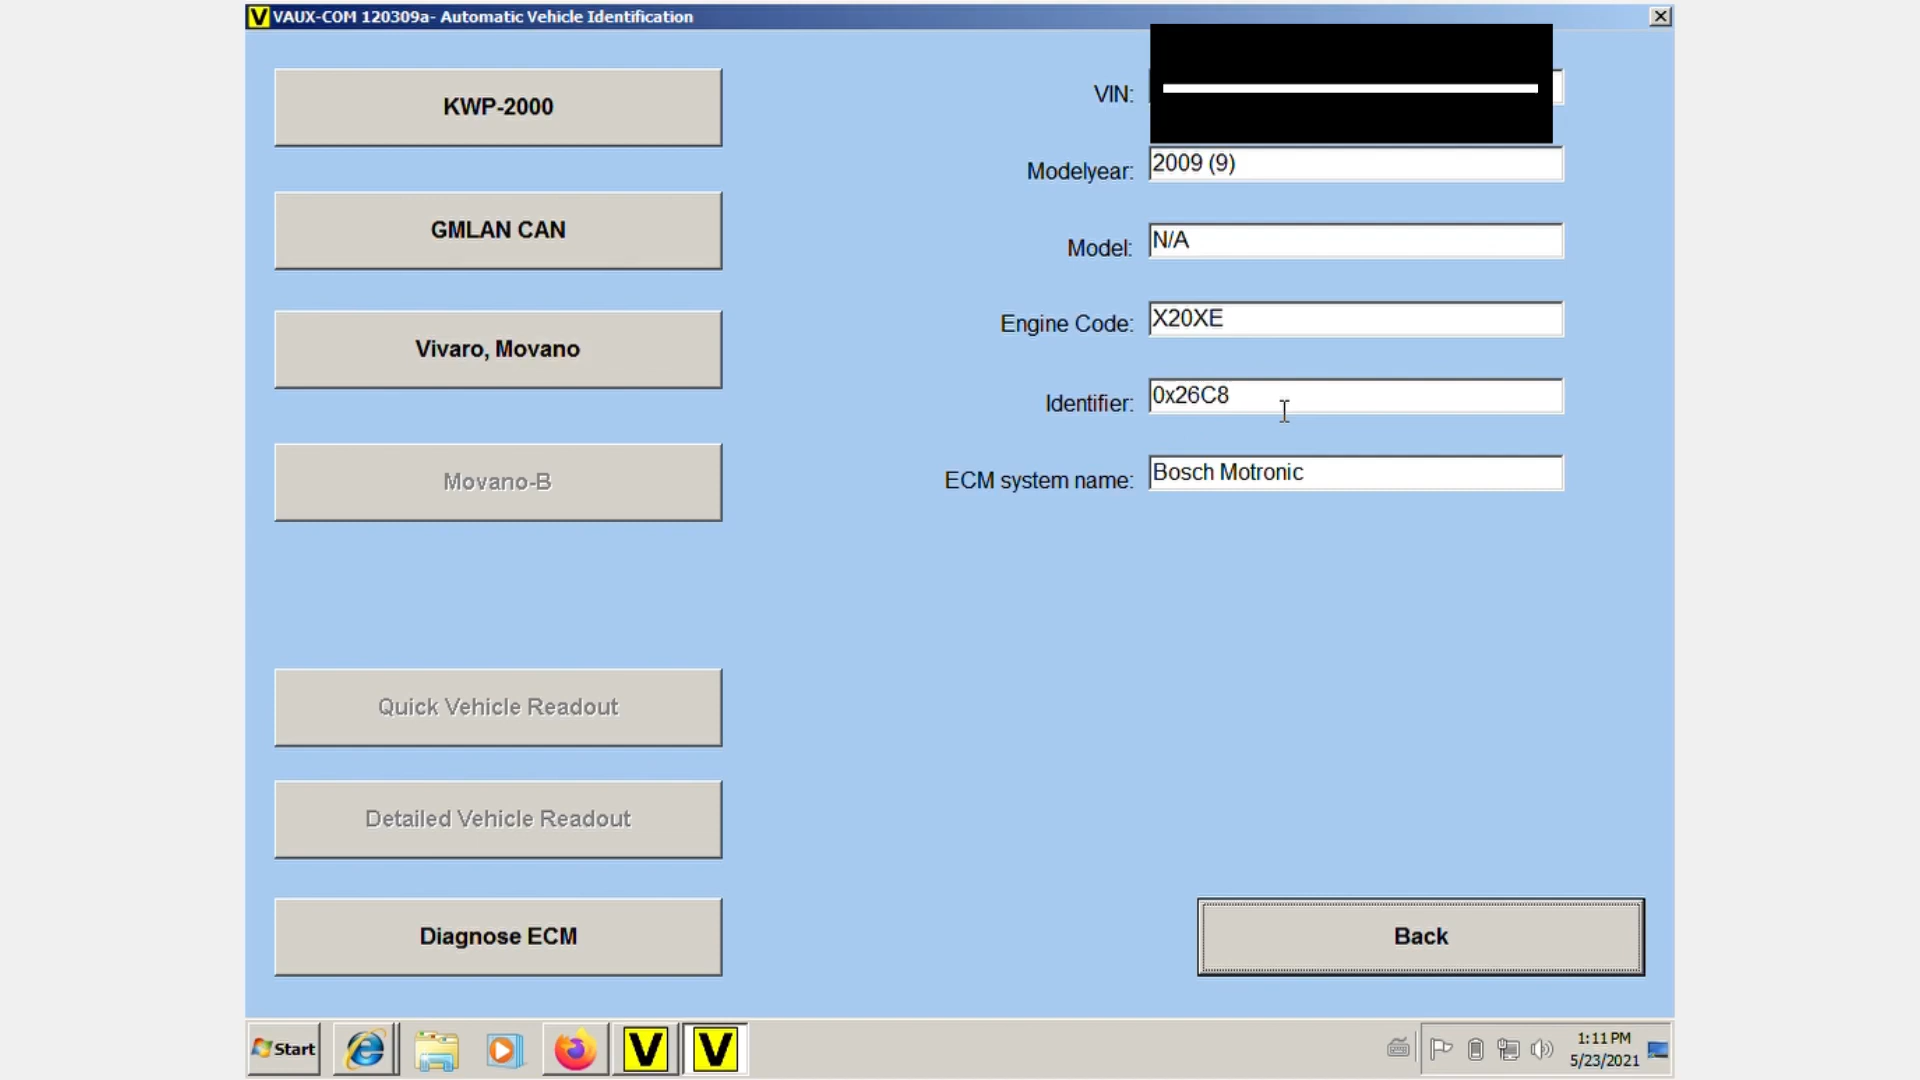 VAUX-COM 120309a- Automatic Vehicle Identification
KWP-2000
GMLAN CAN
Vivaro, Movano
Movano-B
Quick Vehicle Readout
Detailed Vehicle Readout
Diagnose ECM
VIN:
Modelyear: 2009 (9)
Model: N/A
Engine Code: X20XE
Identifier: 0x26C8
ECM system name: Bosch Motronic
Back
Start
V
V
1:11 PM
5/23/2021